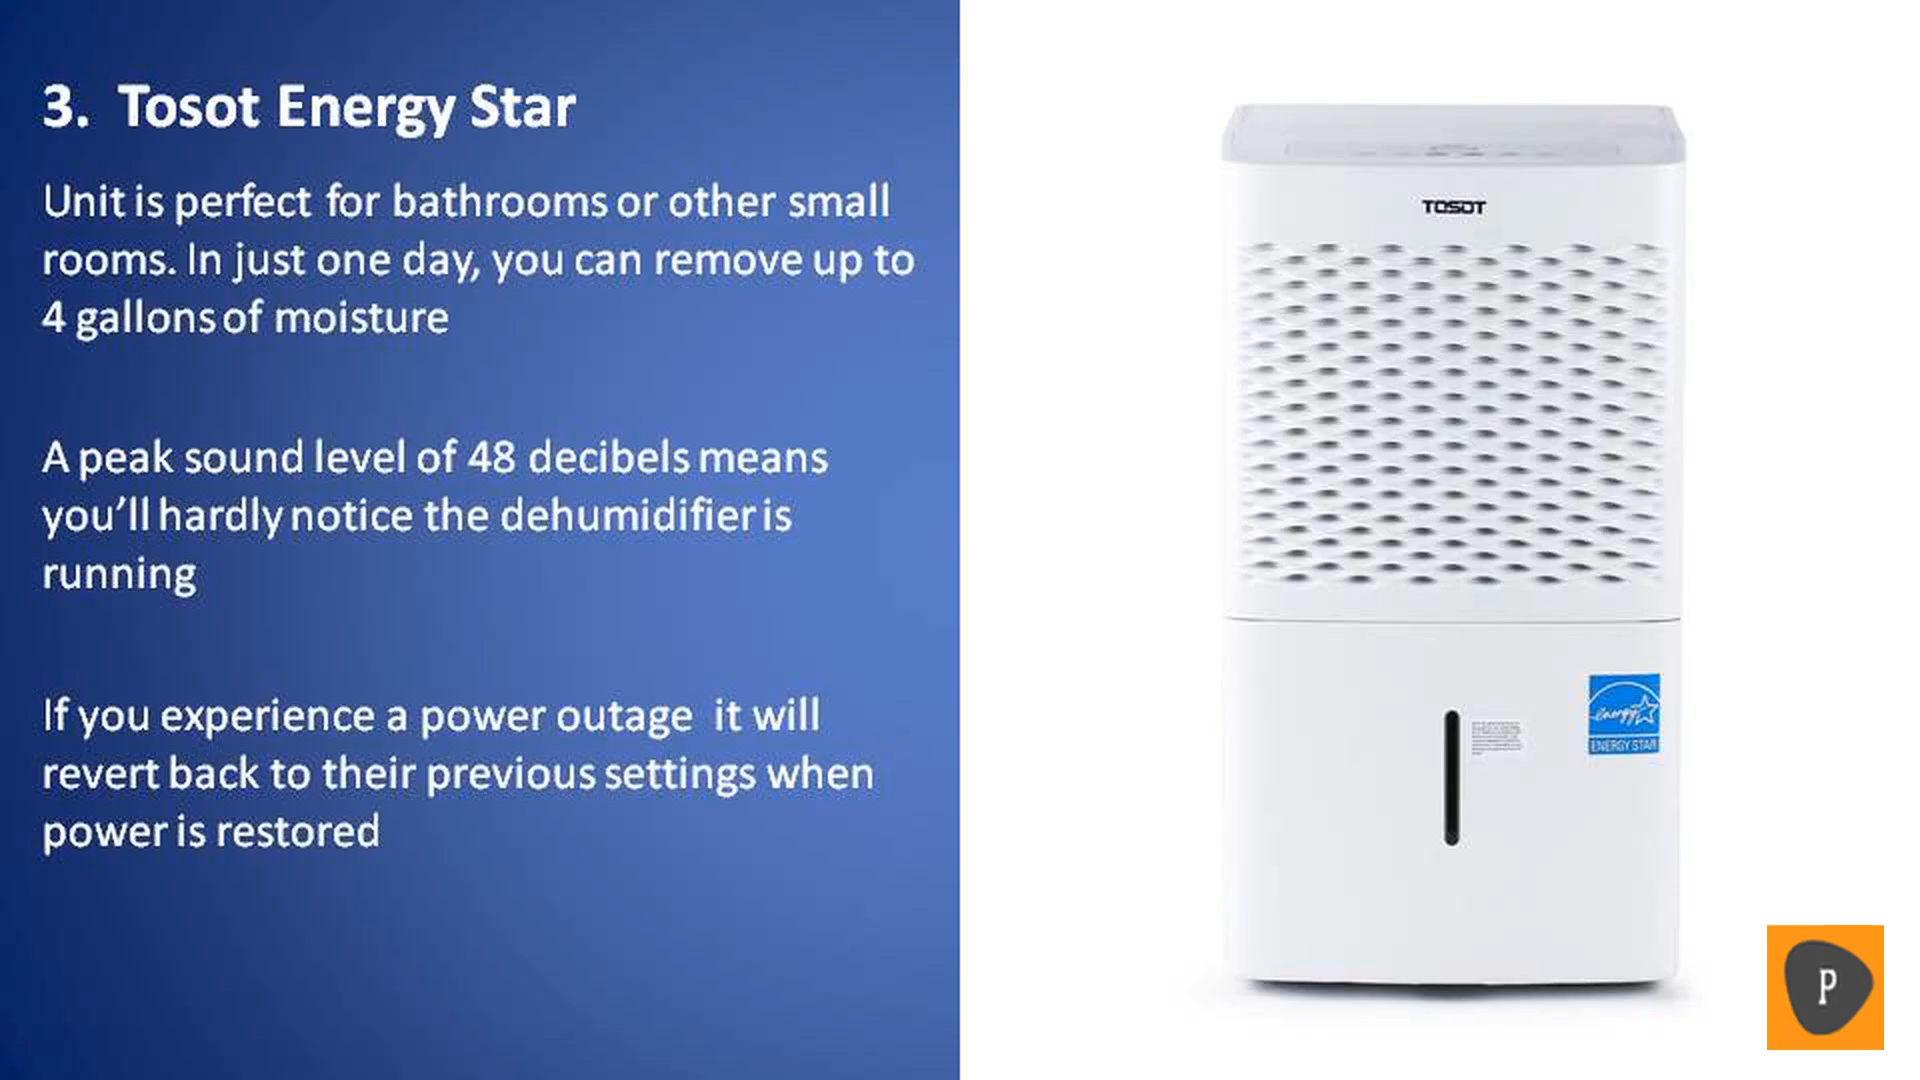 3. Tosot Energy Star
Unit is perfect for bathrooms or other small
rooms. In just one day, you can remove up to
4 gallons of moisture
A peak sound level of 48 decibels means
you’ll hardly notice the dehumidifier is
running
If you experience a power outage it will
revert back to their previous settings when
power is restored
TOSOT
energy
ENERGY STAR
P